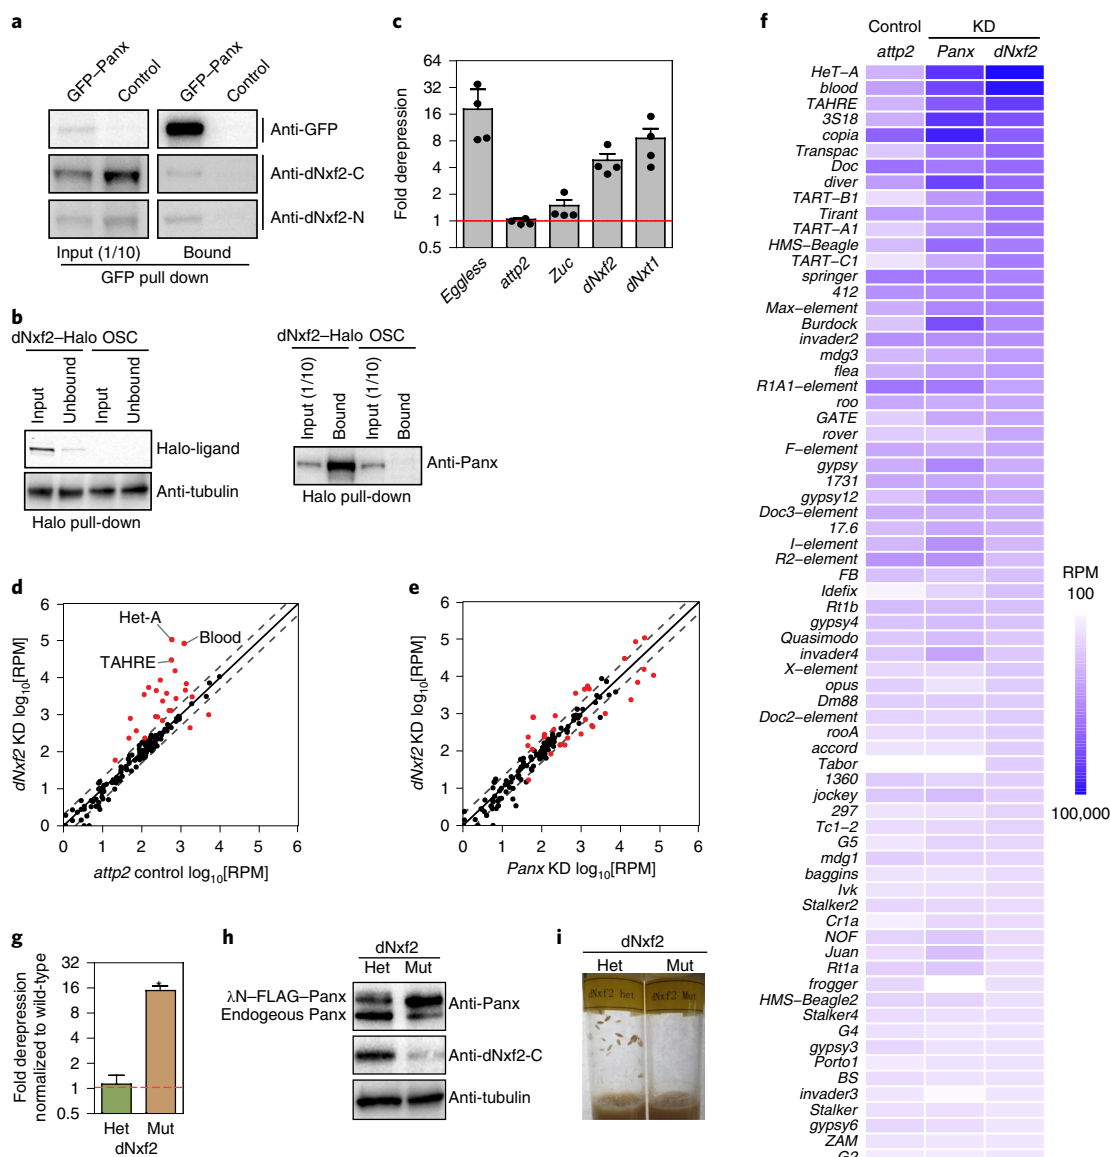 a
GFP–Panx
Control
GFP–Panx
Control
Anti-GFP
Anti-dNxf2-C
Anti-dNxf2-N
Input (1/10)
Bound
GFP pull down
b
dNxf2–Halo OSC
Input
Unbound
Input
Unbound
Halo-ligand
Anti-tubulin
Halo pull-down
dNxf2–Halo OSC
Input (1/10)
Bound
Input (1/10)
Bound
Anti-Panx
Halo pull-down
c
Fold derepression
64
32
16
8
4
2
1
0.5
Eggless
attp2
Zuc
dNxf2
dNxt1
d
dNxf2 KD log10[RPM]
6
5
4
3
2
1
0
Het-A
Blood
TAHRE
0 1 2 3 4 5 6
attp2 control log10[RPM]
e
dNxf2 KD log10[RPM]
6
5
4
3
2
1
0
0 1 2 3 4 5 6
Panx KD log10[RPM]
f
Control KD
attp2 Panx dNxf2
HeT−A
blood
TAHRE
3S18
copia
Transpac
Doc
diver
TART−B1
Tirant
TART−A1
HMS−Beagle
TART−C1
springer
412
Max−element
Burdock
invader2
mdg3
flea
R1A1−element
roo
GATE
rover
F−element
gypsy
1731
gypsy12
Doc3−element
17.6
I−element
R2−element
FB
Idefix
Rt1b
gypsy4
Quasimodo
invader4
X−element
opus
Dm88
Doc2−element
rooA
accord
Tabor
1360
jockey
297
Tc1−2
G5
mdg1
baggins
Ivk
Stalker2
Cr1a
NOF
Juan
Rt1a
frogger
HMS−Beagle2
Stalker4
G4
gypsy3
Porto1
BS
invader3
Stalker
gypsy6
ZAM
G2
RPM
100
100,000
g
Fold derepression
normalized to wild-type
32
16
8
4
2
1
0.5
*
Het Mut
dNxf2
h
dNxf2
Het Mut
λN–FLAG–Panx
Endogeous Panx
Anti-Panx
Anti-dNxf2-C
Anti-tubulin
i
dNxf2
Het Mut
dNxf2 het
dNxf2 Mut